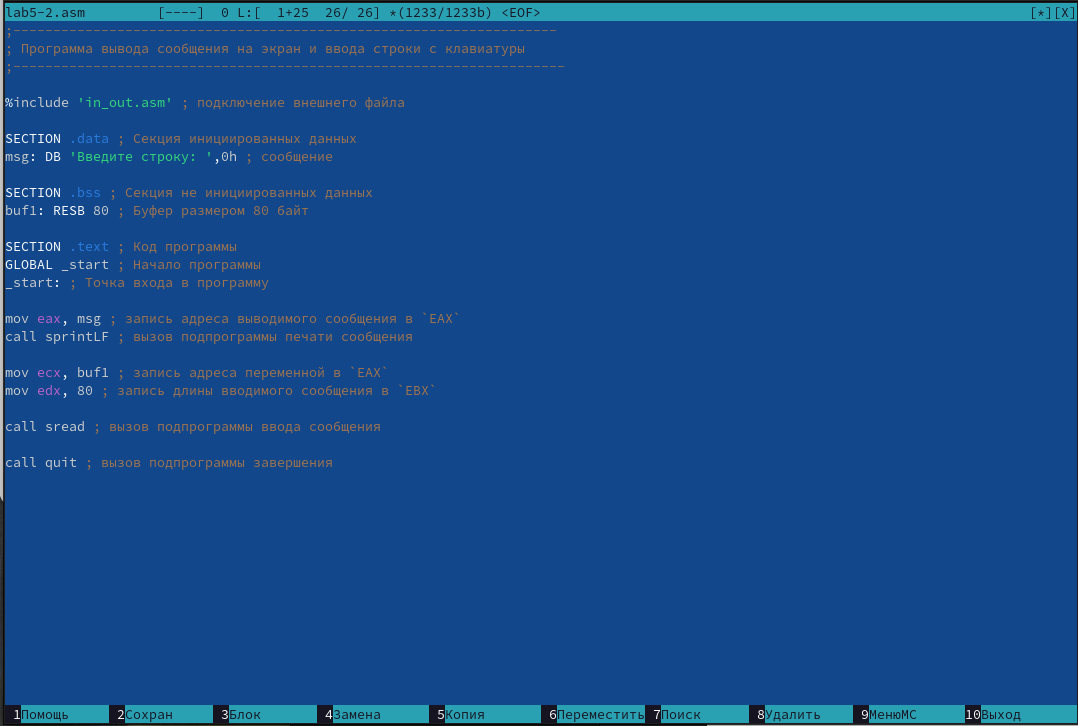 lab5-2.asm [----] 0 L:[ 1+25 26/ 26] *(1233/1233b) <EOF> [*][X]
;--------------------------------------------------------------------
; Программа вывода сообщения на экран и ввода строки с клавиатуры
;---------------------------------------------------------------------
%include 'in_out.asm' ; подключение внешнего файла
SECTION .data ; Секция инициированных данных
msg: DB 'Введите строку: ',0h ; сообщение
SECTION .bss ; Секция не инициированных данных
buf1: RESB 80 ; Буфер размером 80 байт
SECTION .text ; Код программы
GLOBAL _start ; Начало программы
_start: ; Точка входа в программу
mov eax, msg ; запись адреса выводимого сообщения в `EAX`
call sprintLF ; вызов подпрограммы печати сообщения
mov ecx, buf1 ; запись адреса переменной в `EAX`
mov edx, 80 ; запись длины вводимого сообщения в `EBX`
call sread ; вызов подпрограммы ввода сообщения
call quit ; вызов подпрограммы завершения
1Помощь 2Сохран 3Блок 4Замена 5Копия 6Переместить 7Поиск 8Удалить 9МенюMC 10Выход